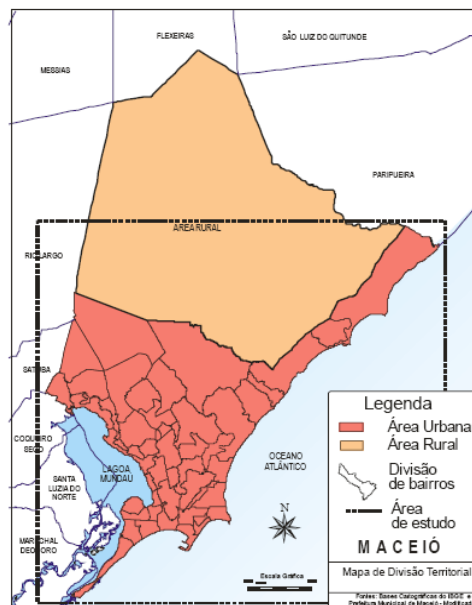 FLEXEIRAS
SÃO LUIZ DO QUITUNDE
MESSIAS
PARIPUEIRA
AREA RURAL
RIO LARGO
SATUBA
COQUEIRO
SECO
LAGOA
MUNDAU
SANTA
LUZIA DO
NORTE
OCEANO
ATLÂNTICO
MARECHAL
DEODORO
N
Escala Gráfica
Legenda
Área Urbana
Área Rural
Divisão
de bairros
Área
de estudo
MACEIÓ
Mapa de Divisão Territorial
Fontes: Bases Cartográficas do IBGE e
Prefeitura Municipal de Maceió -